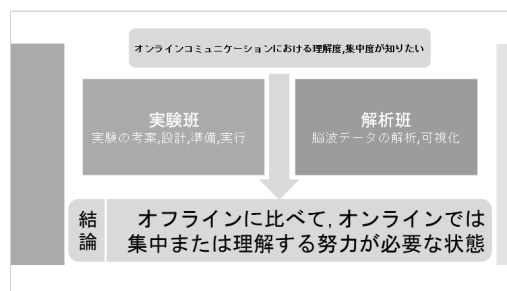 オンラインコミュニケーションにおける理解度,集中度が知りたい
実験班
実験の考案,設計,準備,実行
解析班
脳波データの解析,可視化
結論
オフラインに比べて,オンラインでは
集中または理解する努力が必要な状態